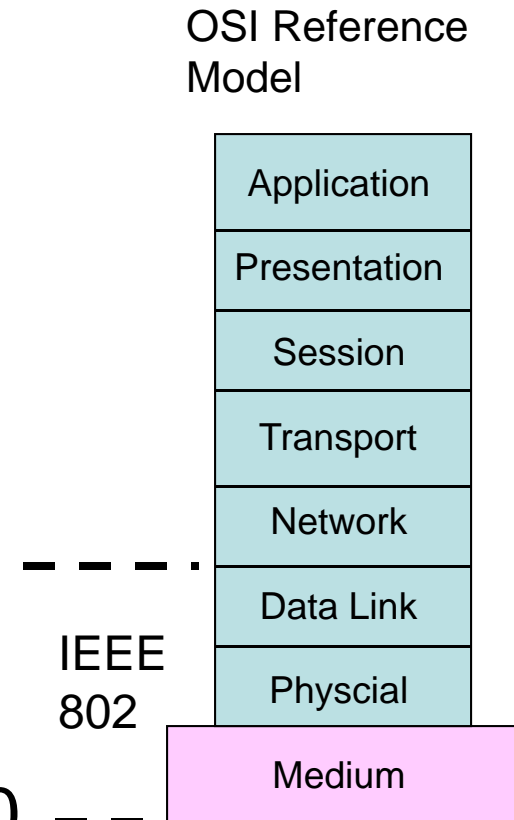 OSI Reference
Model
Application
Presentation
Session
Transport
Network
Data Link
IEEE
802
Physcial
Medium